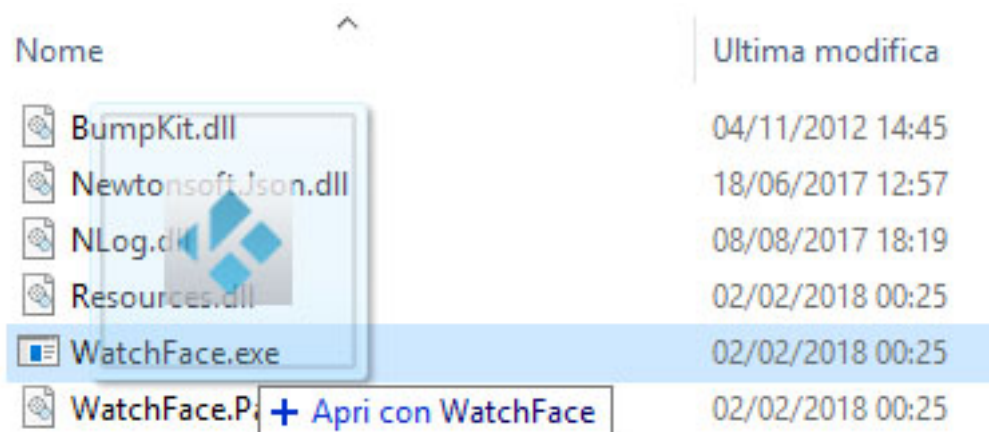 Nome Ultima modifica
BumpKit.dll 04/11/2012 14:45
Newtonsoft.Json.dll 18/06/2017 12:57
NLog.dll 08/08/2017 18:19
Resources.dll 02/02/2018 00:25
WatchFace.exe 02/02/2018 00:25
WatchFace.Pa + Apri con WatchFace 02/02/2018 00:25